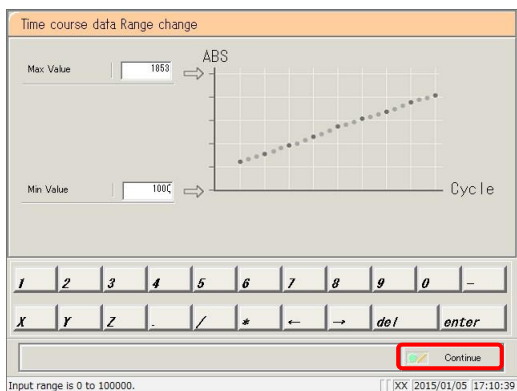 Time course data Range change
ABS
Max Value 1853
Min Value
Cycle
1 2 3 4 5 6 7 8 9 0 -
X Y Z . / * ← → del enter
Continue
Input range is 0 to 100000.
XX 2015/01/05 17:10:39